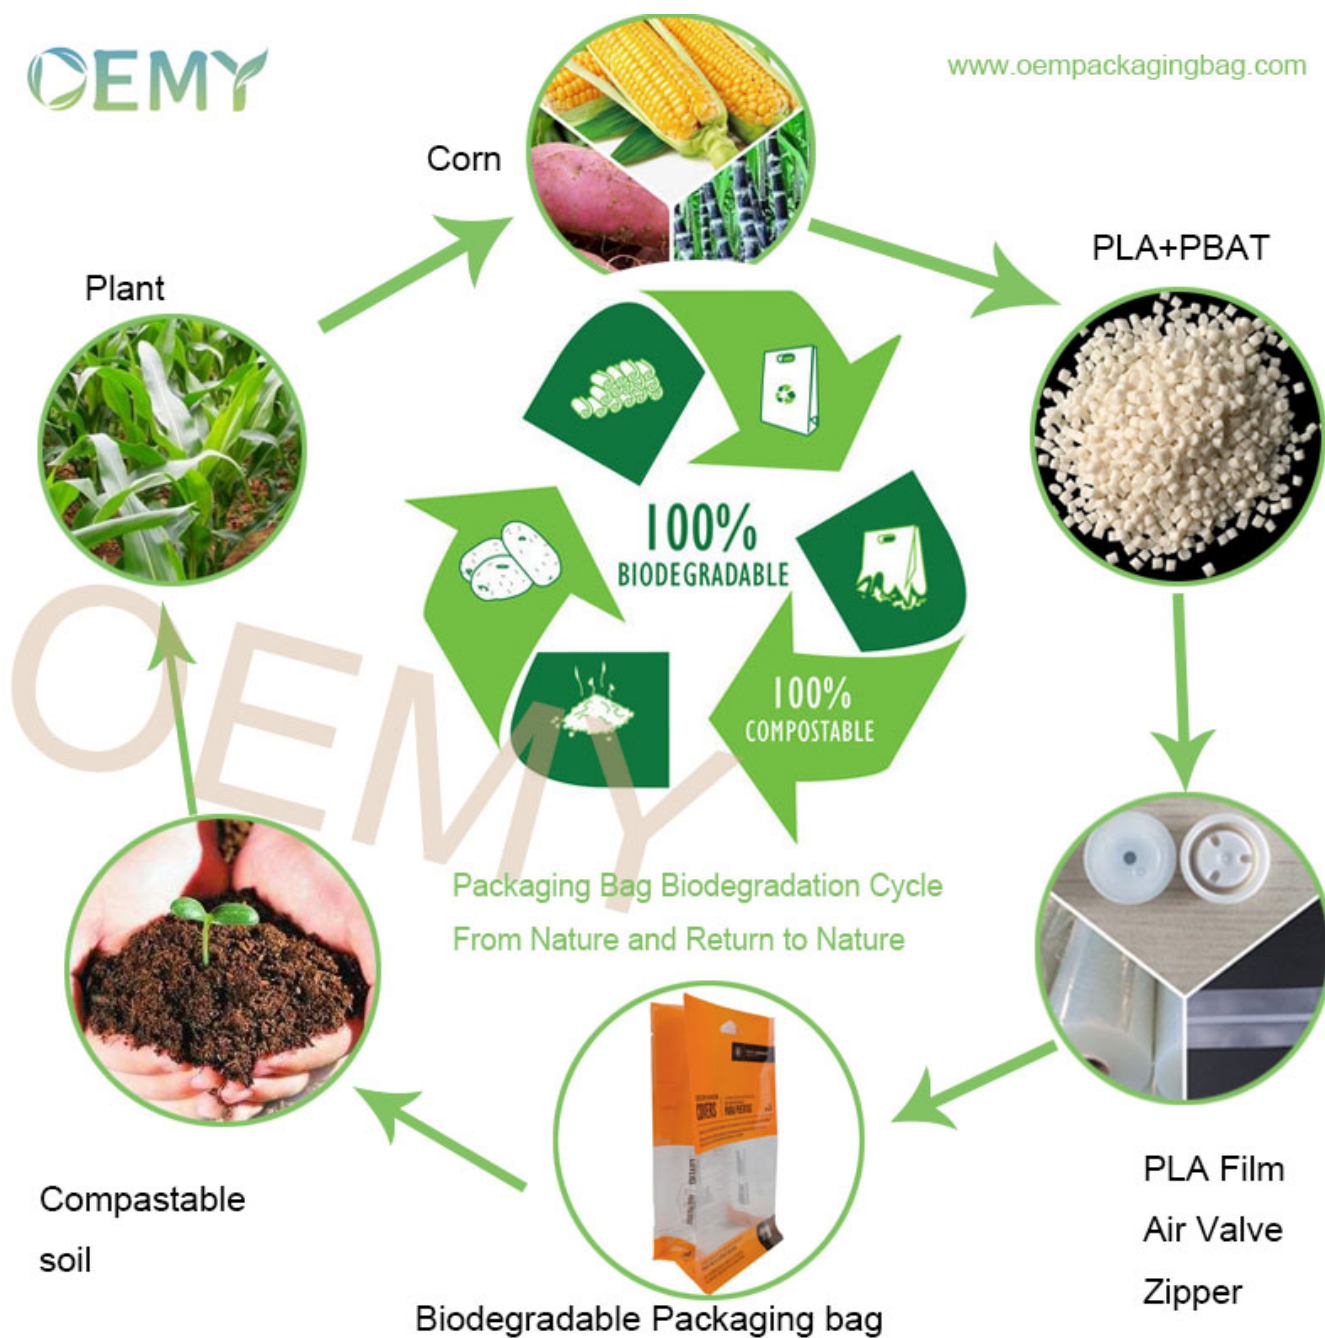 OEMY
www.oempackagingbag.com
Corn
PLA+PBAT
Plant
100%
BIODEGRADABLE
100%
COMPOSTABLE
OEMY
Packaging Bag Biodegradation Cycle
From Nature and Return to Nature
COVERS
PLA Film
Air Valve
Zipper
Compastable
soil
Biodegradable Packaging bag